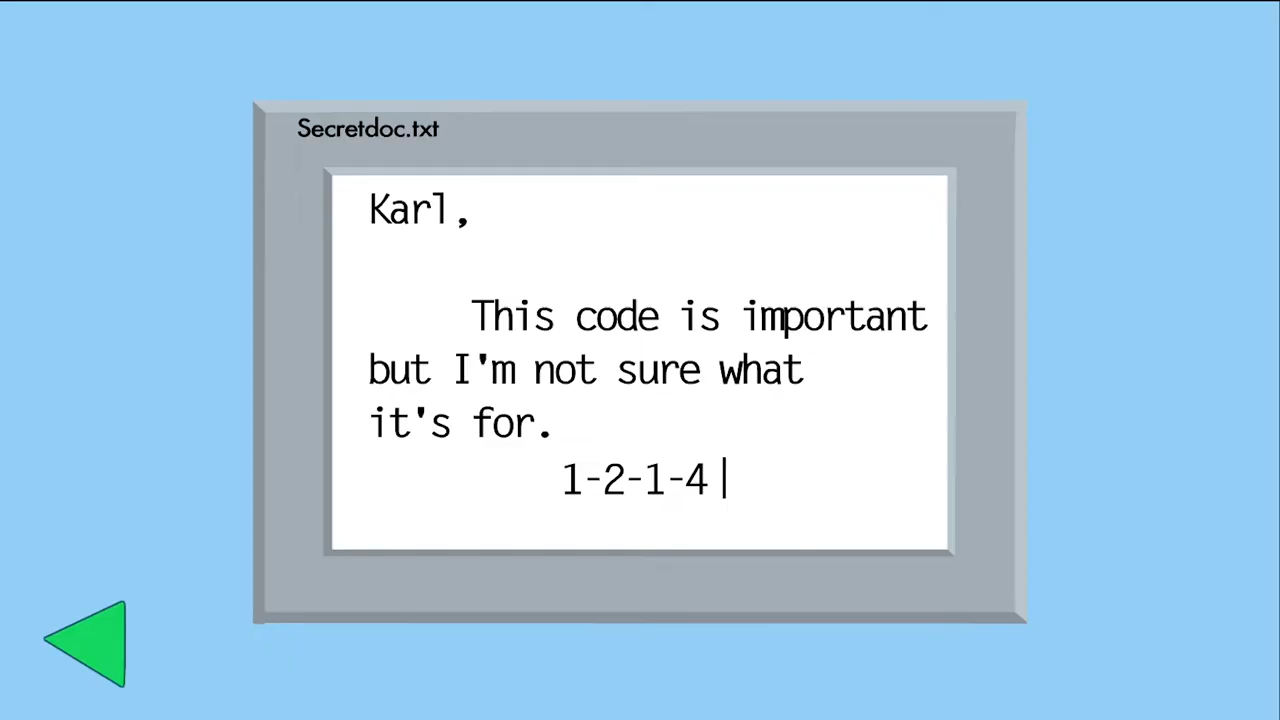 Secretdoc.txt
Karl,
This code is important
but I'm not sure what
it's for.
1-2-1-4